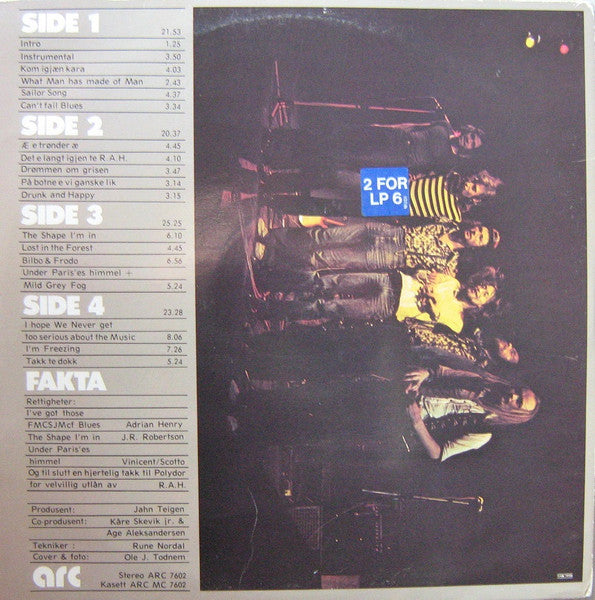 SIDE 1 21.53
Intro 1.25
Instrumental 3.50
Kom igjæn kara 4.03
What Man has made of Man 2.43
Sailor Song 4.37
Can't fail Blues 3.34
SIDE 2 20.37
Æ e trønder æ 4.45
Det e langt igjen te R.A.H. 4.10
Drømmen om grisen 3.47
På botne e vi ganske lik 3.14
Drunk and Happy 3.15
SIDE 3 25.25
The Shape I'm in 6.10
Lost in the Forest 4.45
Bilbo & Frodo 6.56
Under Paris'es himmel +
Mild Grey Fog 5.24
SIDE 4 23.28
I hope We Never get
too serious about the Music 8.06
I'm Freezing 7.26
Takk te dokk 5.24
FAKTA
Rettigheter:
I've got those
FMCSJMcf Blues Adrian Henry
The Shape I'm in J.R. Robertson
Under Paris'es
himmel Vinicent/Scotto
Og til slutt en hjertelig takk til Polydor
for velvillig utlån av R.A.H.
Produsent: Jahn Teigen
Co-produsent: Kåre Skevik jr. &
Age Aleksandersen
Tekniker : Rune Nordal
Cover & foto: Ole J. Todnem
arc Stereo ARC 7602
Kasett ARC MC 7602
2 FOR
LP 6